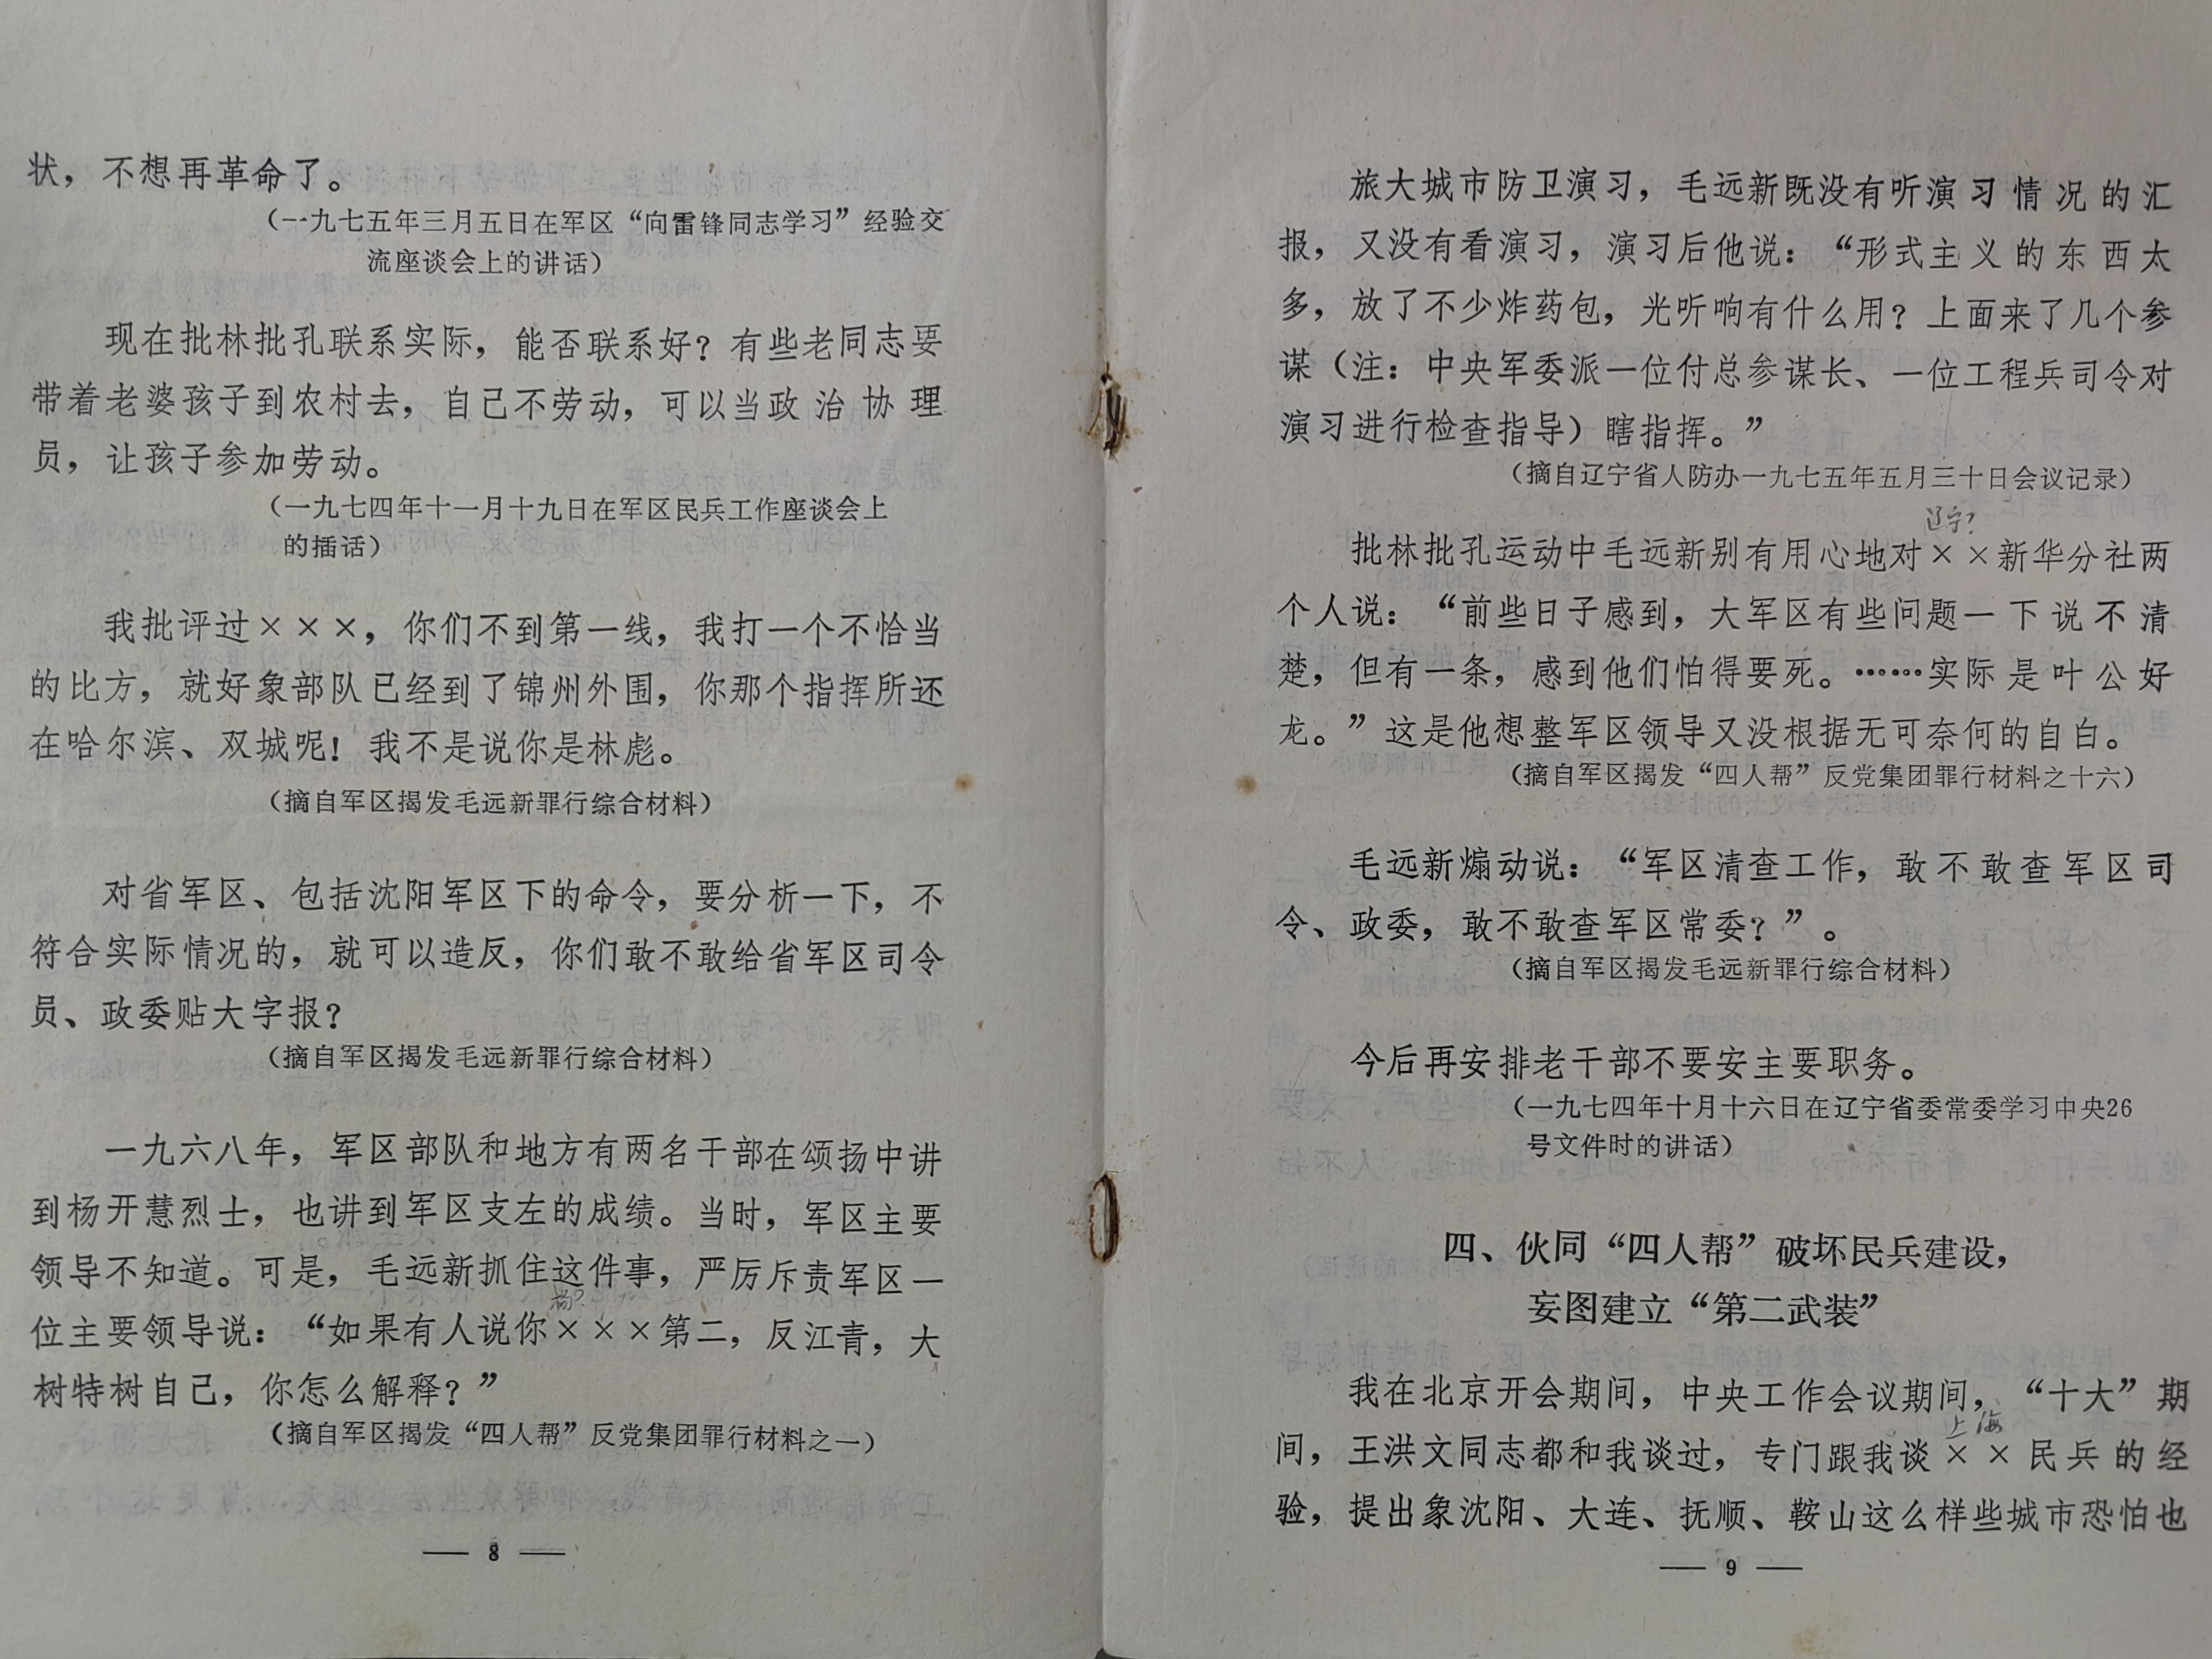 状，不想再革命了。
（一九七五年三月五日在军区“向雷锋同志学习”经验交
流座谈会上的讲话）
现在批林批孔联系实际，能否联系好？有些老同志要
带着老婆孩子到农村去，自己不劳动，可以当政治协理
员，让孩子参加劳动。
（一九七四年十一月十九日在军区民兵工作座谈会上
的插话）
我批评过×××，你们不到第一线，我打一个不恰当
的比方，就好象部队已经到了锦州外围，你那个指挥所还
在哈尔滨、双城呢！我不是说你是林彪。
（摘自军区揭发毛远新罪行综合材料）
对省军区、包括沈阳军区下的命令，要分析一下，不
符合实际情况的，就可以造反，你们敢不敢给省军区司令
员、政委贴大字报？
（摘自军区揭发毛远新罪行综合材料）
一九六八年，军区部队和地方有两名干部在颂扬中讲
到杨开慧烈士，也讲到军区支左的成绩。当时，军区主要
领导不知道。可是，毛远新抓住这件事，严厉斥责军区一
位主要领导说：“如果有人说你×××第二，反江青，大
树特树自己，你怎么解释？”
（摘自军区揭发“四人帮”反党集团罪行材料之一）
— 8 —
旅大城市防卫演习，毛远新既没有听演习情况的汇
报，又没有看演习，演习后他说：“形式主义的东西太
多，放了不少炸药包，光听响有什么用？上面来了几个参
谋（注：中央军委派一位付总参谋长、一位工程兵司令对
演习进行检查指导）瞎指挥。”
（摘自辽宁省人防办一九七五年五月三十日会议记录）
辽宁？
批林批孔运动中毛远新别有用心地对××新华分社两
个人说：“前些日子感到，大军区有些问题一下说不清
楚，但有一条，感到他们怕得要死。……实际是叶公好
龙。”这是他想整军区领导又没根据无可奈何的自白。
（摘自军区揭发“四人帮”反党集团罪行材料之十六）
毛远新煽动说：“军区清查工作，敢不敢查军区司
令、政委，敢不敢查军区常委？”。
（摘自军区揭发毛远新罪行综合材料）
今后再安排老干部不要安主要职务。
（一九七四年十月十六日在辽宁省委常委学习中央26
号文件时的讲话）
四、伙同“四人帮”破坏民兵建设，
妄图建立“第二武装”
我在北京开会期间，中央工作会议期间，“十大”期
上海
间，王洪文同志都和我谈过，专门跟我谈××民兵的经
验，提出象沈阳、大连、抚顺、鞍山这么样些城市恐怕也
— 9 —